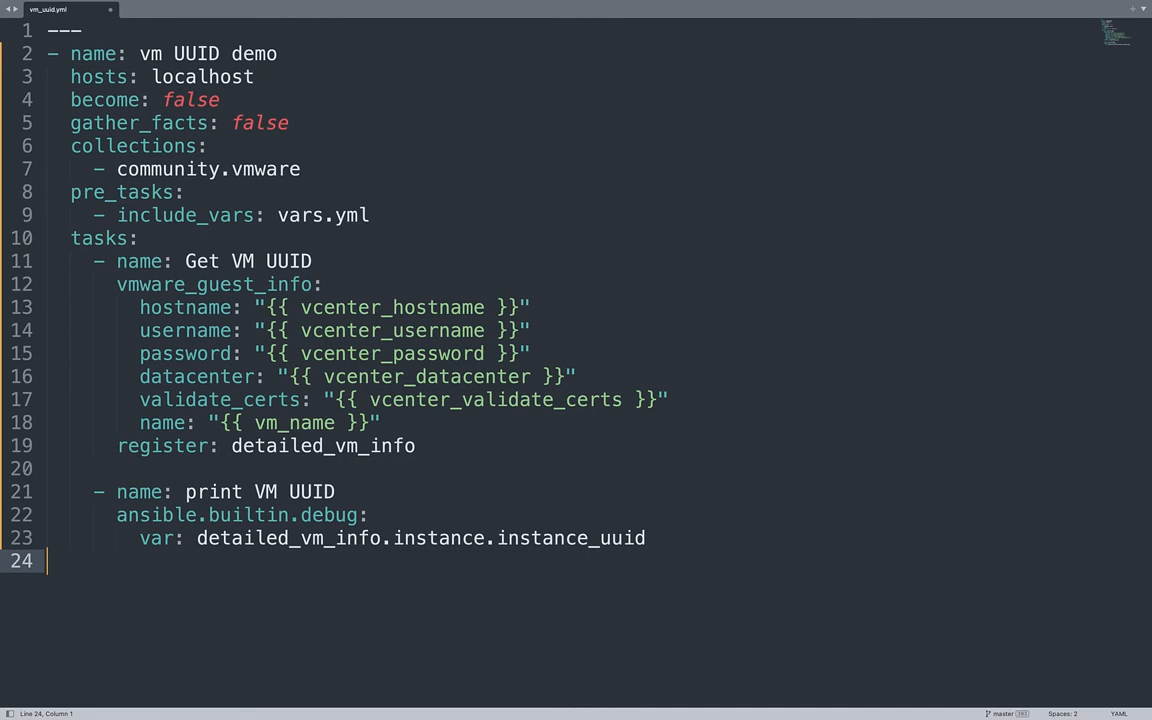 vm_uuid.yml
1 ---
2 - name: vm UUID demo
3 hosts: localhost
4 become: false
5 gather_facts: false
6 collections:
7 - community.vmware
8 pre_tasks:
9 - include_vars: vars.yml
10 tasks:
11 - name: Get VM UUID
12 vmware_guest_info:
13 hostname: "{{ vcenter_hostname }}"
14 username: "{{ vcenter_username }}"
15 password: "{{ vcenter_password }}"
16 datacenter: "{{ vcenter_datacenter }}"
17 validate_certs: "{{ vcenter_validate_certs }}"
18 name: "{{ vm_name }}"
19 register: detailed_vm_info
20
21 - name: print VM UUID
22 ansible.builtin.debug:
23 var: detailed_vm_info.instance.instance_uuid
24
Line 24, Column 1 master 393 Spaces: 2 YAML